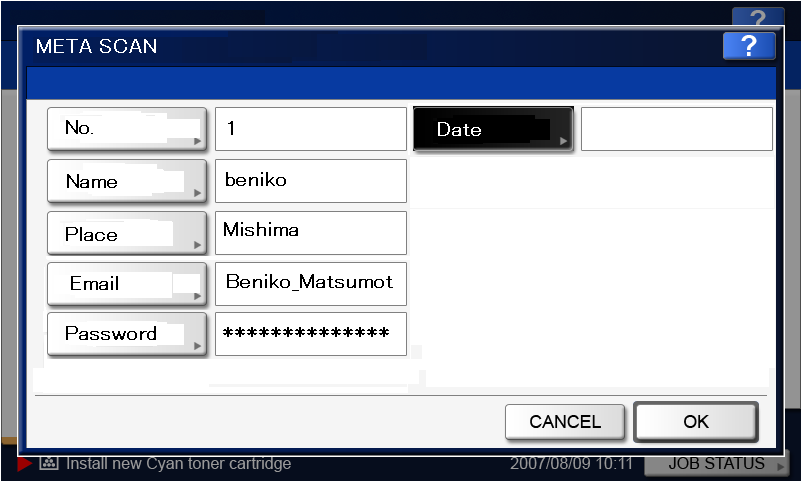 ?
META SCAN ?
No. 1 Date
Name beniko
Place Mishima
Email Beniko_Matsumot
Password **************
CANCEL OK
Install new Cyan toner cartridge 2007/08/09 10:11 JOB STATUS